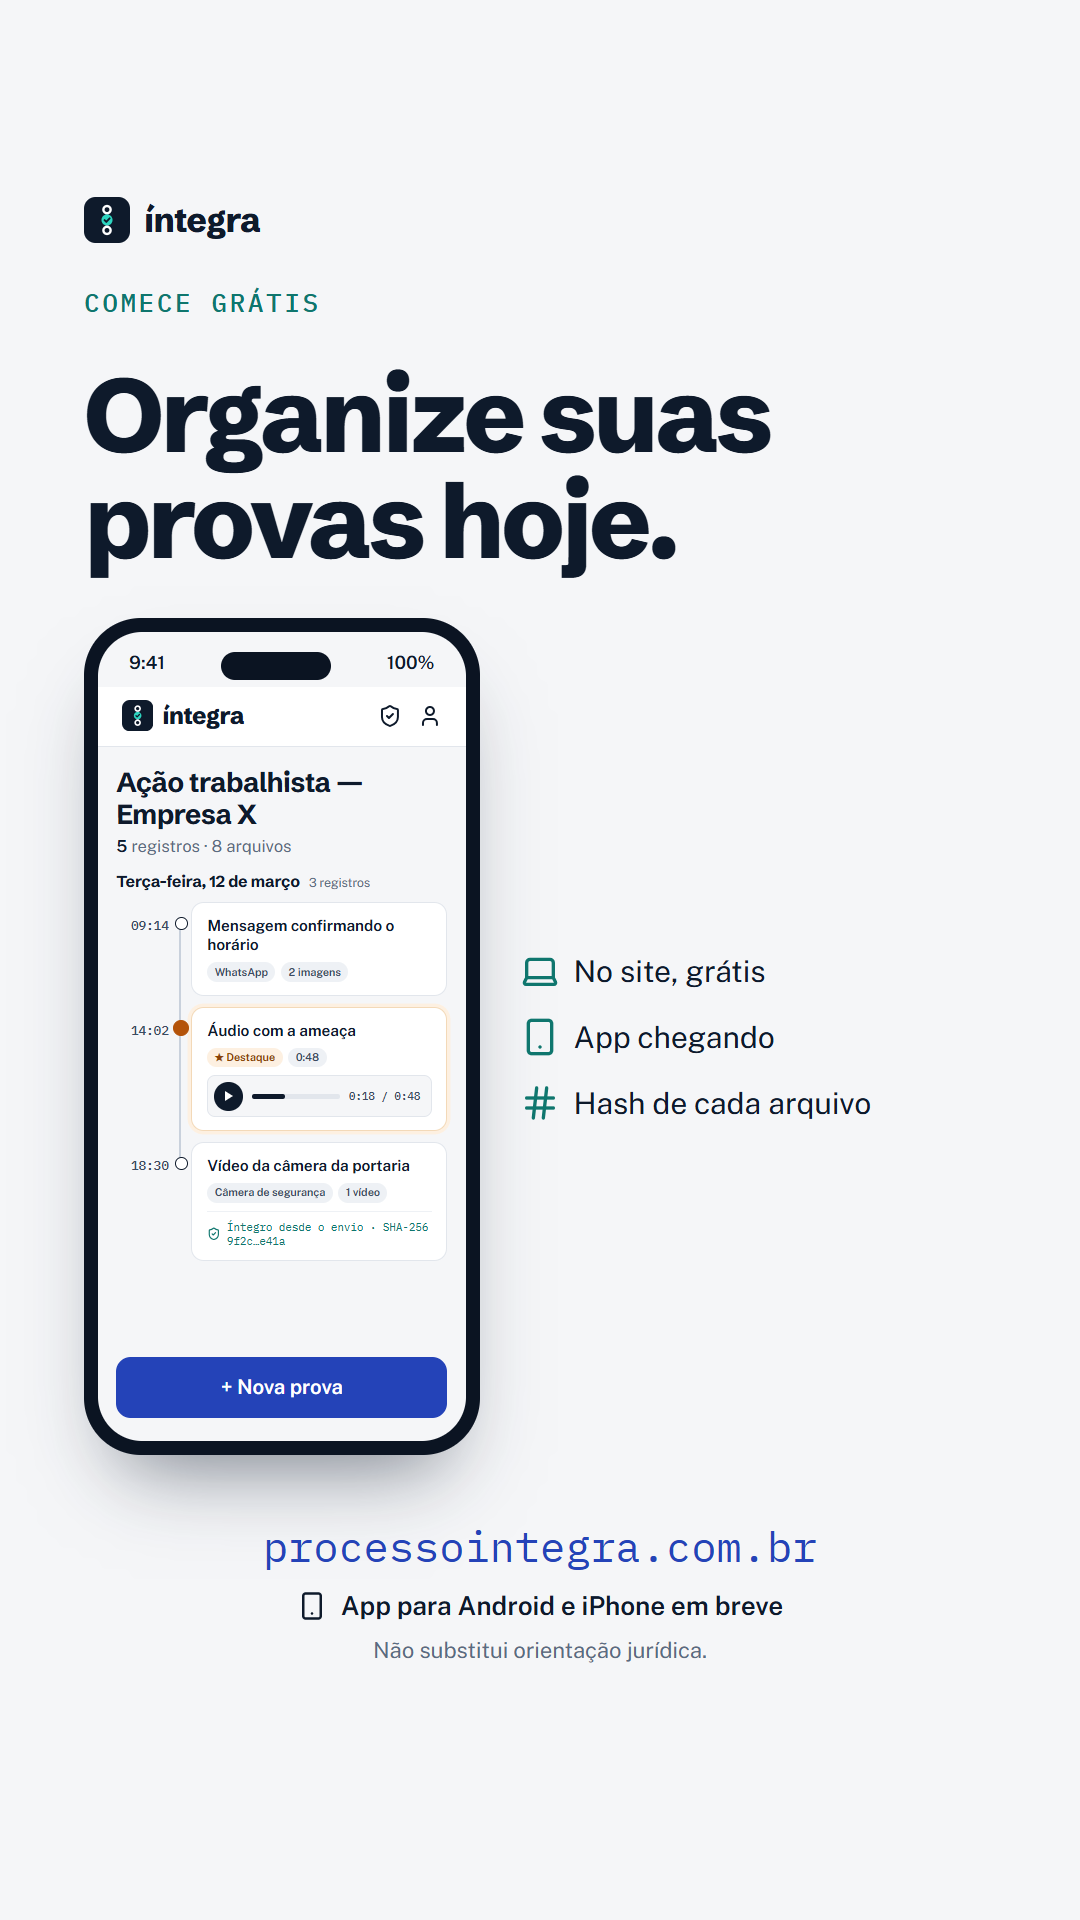 íntegra
COMECE GRÁTIS
Organize suas
provas hoje.
9:41 100%
íntegra
Ação trabalhista —
Empresa X
5 registros · 8 arquivos
Terça-feira, 12 de março 3 registros
09:14
Mensagem confirmando o
horário
WhatsApp 2 imagens
14:02
Áudio com a ameaça
★ Destaque 0:48
0:18 / 0:48
18:30
Vídeo da câmera da portaria
Câmera de segurança 1 vídeo
Íntegro desde o envio · SHA-256
9f2c…e41a
+ Nova prova
No site, grátis
App chegando
Hash de cada arquivo
processointegra.com.br
App para Android e iPhone em breve
Não substitui orientação jurídica.